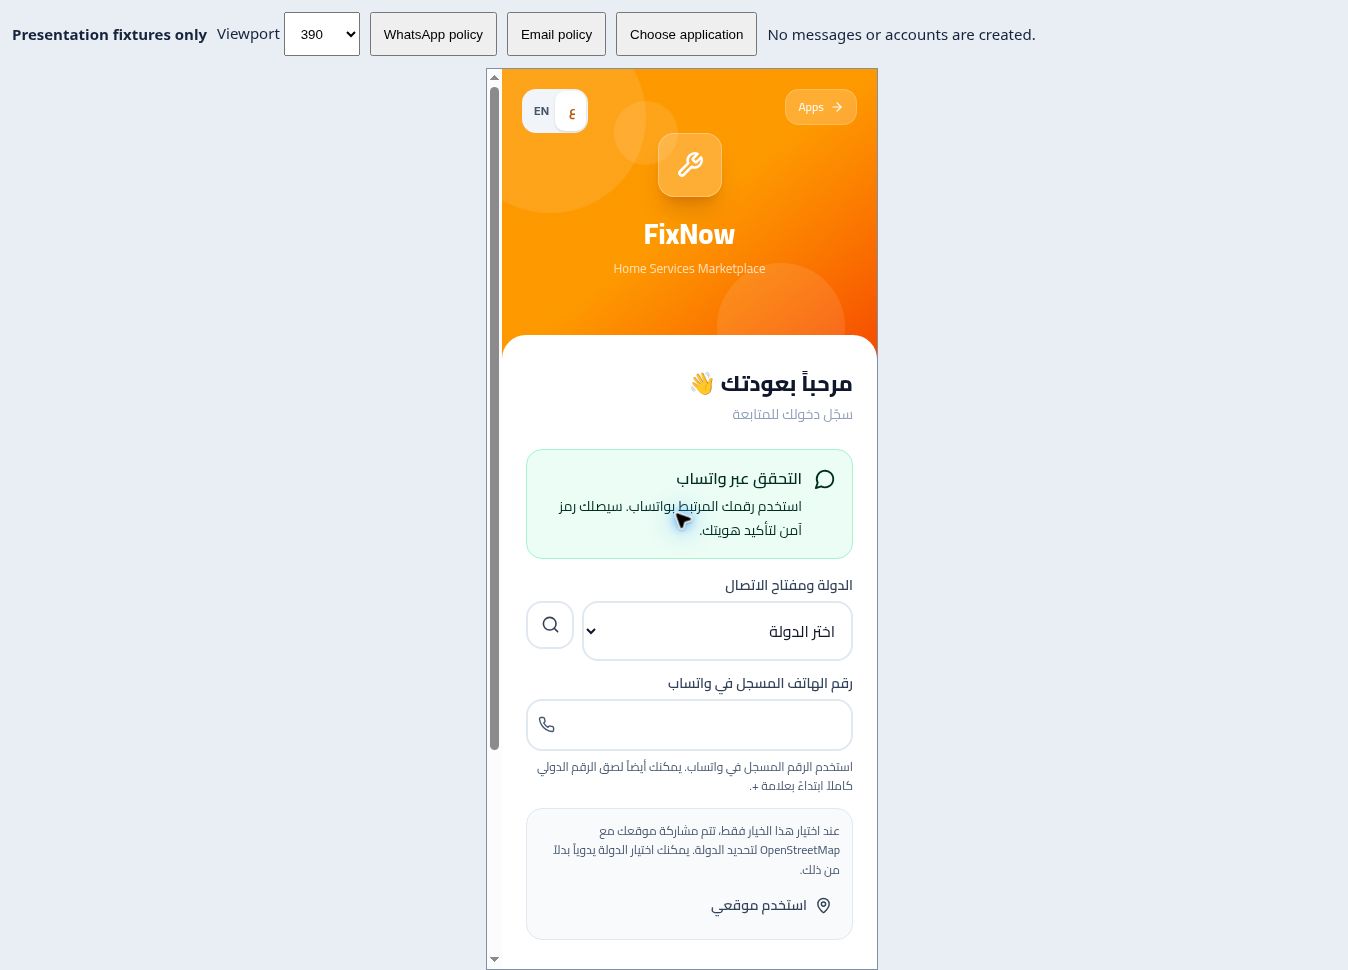 Presentation fixtures only Viewport 390 WhatsApp policy Email policy Choose application No messages or accounts are created.
EN ع Apps
FixNow
Home Services Marketplace
مرحباً بعودتك 👋
سجّل دخولك للمتابعة
التحقق عبر واتساب
استخدم رقمك المرتبط بواتساب. سيصلك رمز
آمن لتأكيد هويتك.
الدولة ومفتاح الاتصال
اختر الدولة
رقم الهاتف المسجل في واتساب
استخدم الرقم المسجل في واتساب. يمكنك أيضاً لصق الرقم الدولي
كاملاً ابتداءً بعلامة +.
عند اختيار هذا الخيار فقط، تتم مشاركة موقعك مع
OpenStreetMap لتحديد الدولة. يمكنك اختيار الدولة يدوياً بدلاً
من ذلك.
استخدم موقعي